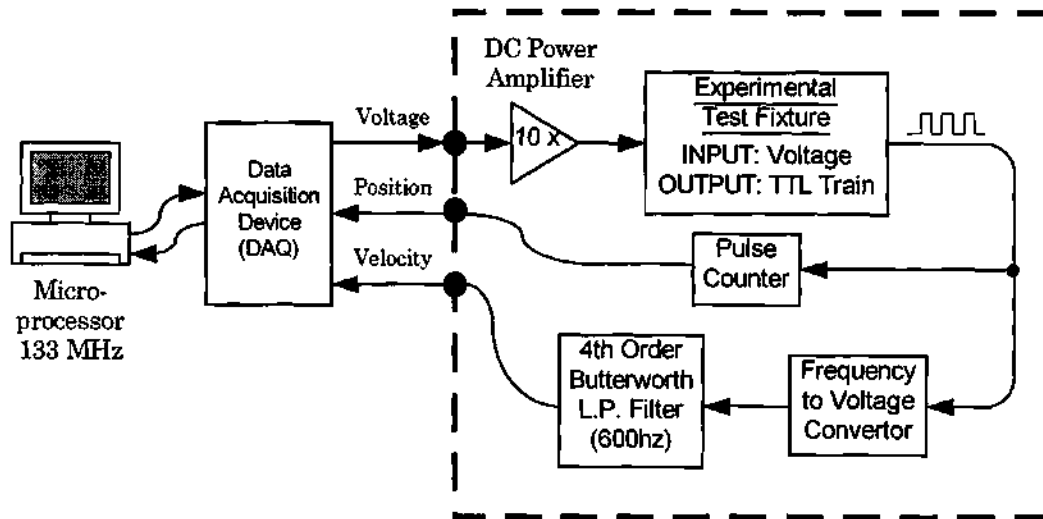 DC Power
Amplifier
10 x
Experimental
Test Fixture
INPUT: Voltage
OUTPUT: TTL Train
Voltage
Position
Velocity
Data
Acquisition
Device
(DAQ)
Micro-
processor
133 MHz
Pulse
Counter
4th Order
Butterworth
L.P. Filter
(600hz)
Frequency
to Voltage
Convertor